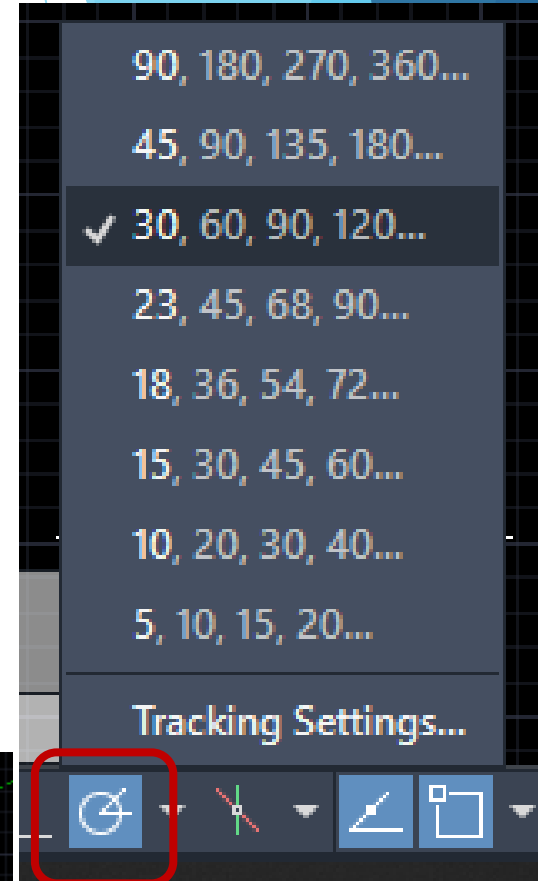 90, 180, 270, 360...
45, 90, 135, 180...
30, 60, 90, 120...
23, 45, 68, 90...
18, 36, 54, 72...
15, 30, 45, 60...
10, 20, 30, 40...
5, 10, 15, 20...
Tracking Settings...